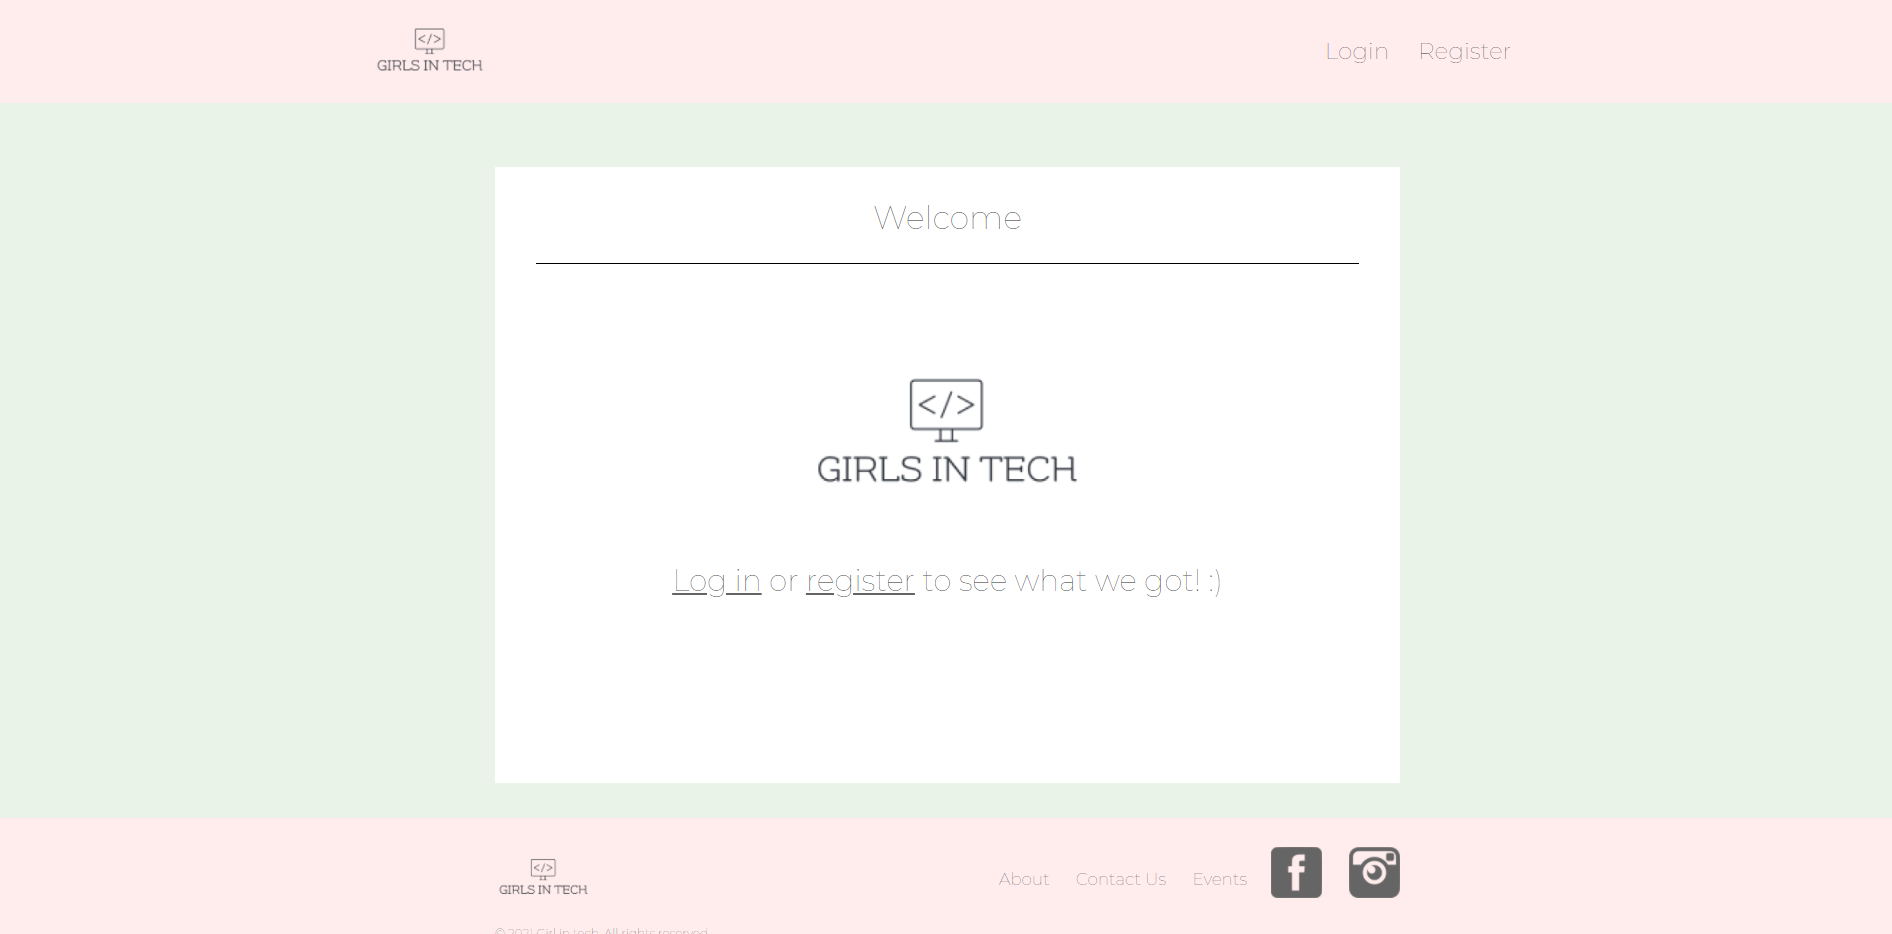 </>
GIRLS IN TECH
Login Register
Welcome
</>
GIRLS IN TECH
Log in or register to see what we got! :)
</>
GIRLS IN TECH
About Contact Us Events
© 2021 Girl in tech. All rights reserved